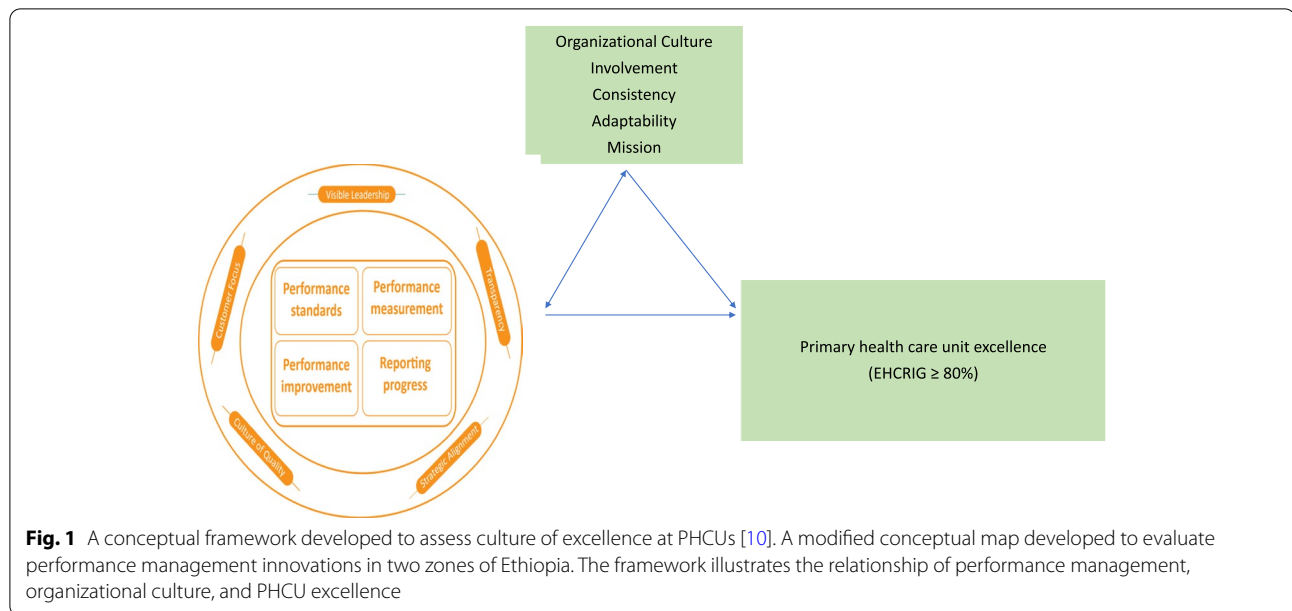 Organizational Culture
Involvement
Consistency
Adaptability
Mission
Visible Leadership
Customer Focus
Transparency
Performance
standards
Performance
measurement
Performance
improvement
Reporting
progress
Culture of Quality
Strategic Alignment
Primary health care unit excellence
(EHCRIG ≥ 80%)
Fig. 1 A conceptual framework developed to assess culture of excellence at PHCUs [10]. A modified conceptual map developed to evaluate
performance management innovations in two zones of Ethiopia. The framework illustrates the relationship of performance management,
organizational culture, and PHCU excellence